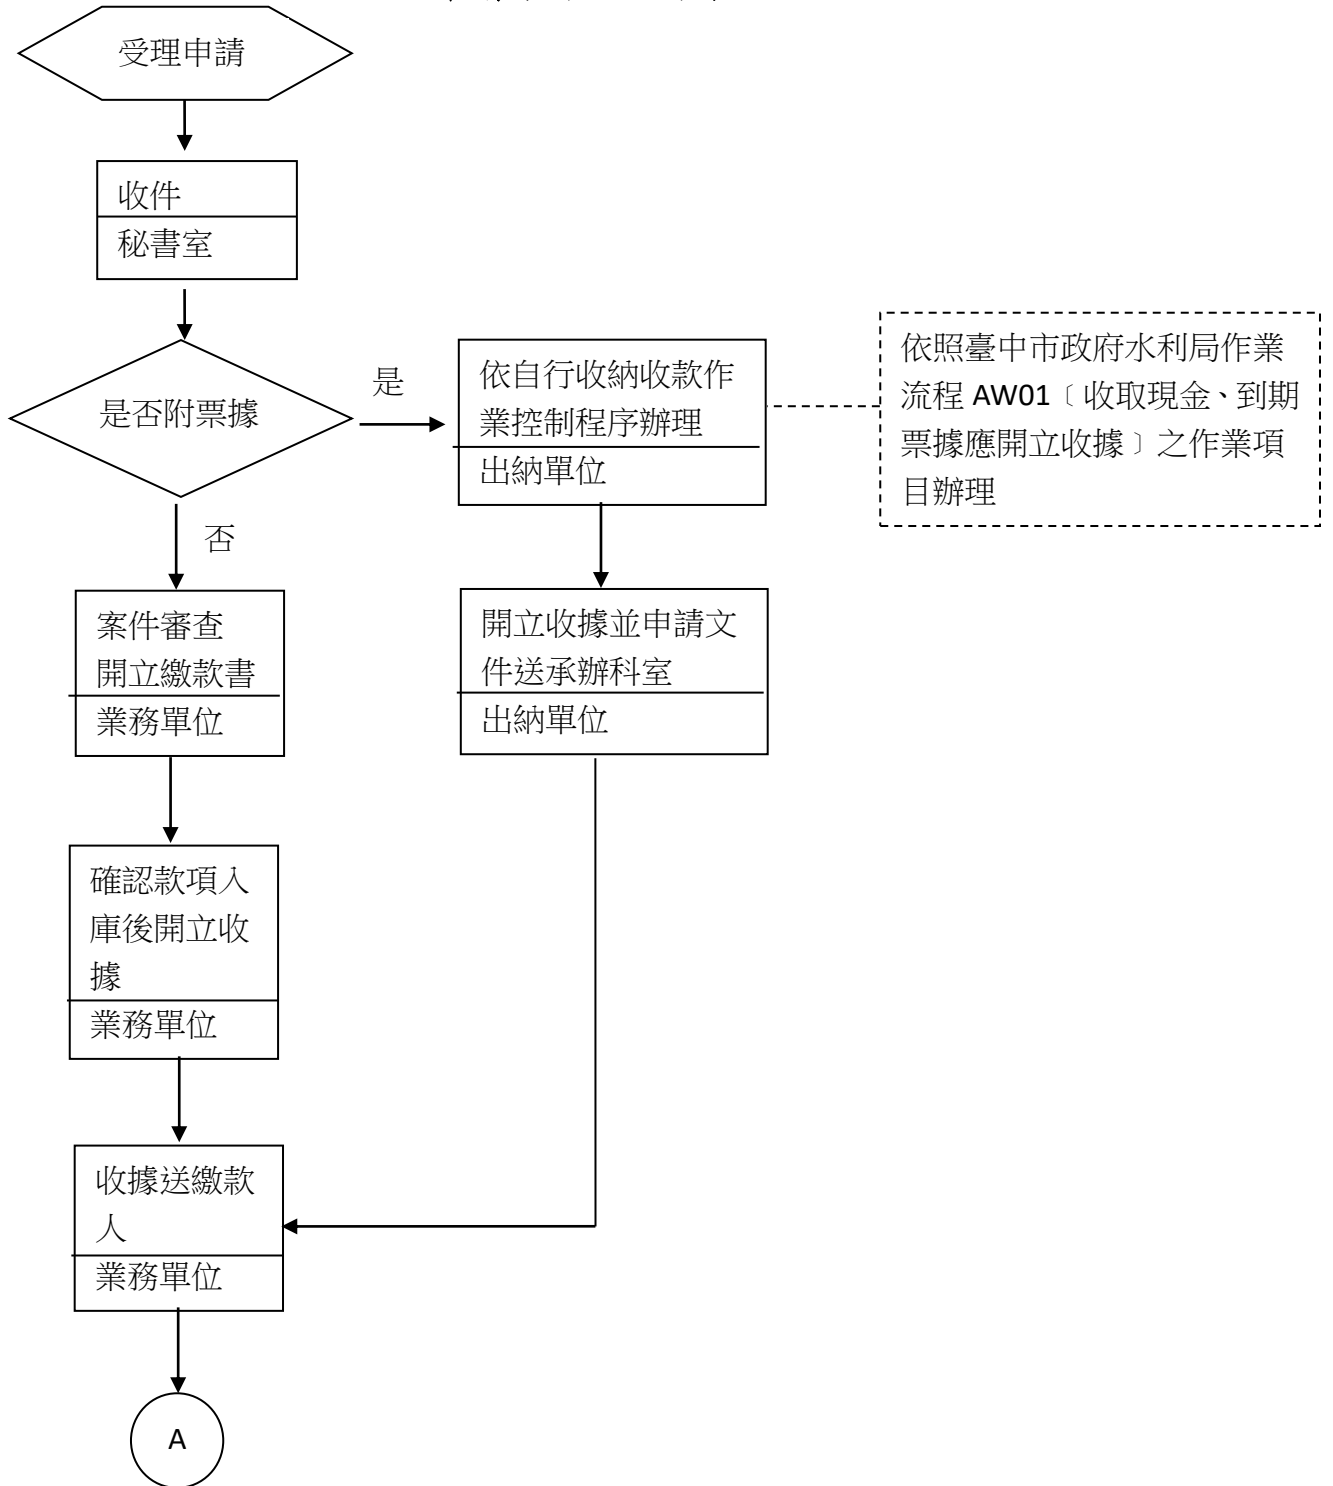 受理申請
收件
秘書室
是否附票據
是
依自行收納收款作
業控制程序辦理
出納單位
依照臺中市政府水利局作業
流程 AW01﹝收取現金、到期
票據應開立收據﹞之作業項
目辦理
否
案件審查
開立繳款書
業務單位
開立收據並申請文
件送承辦科室
出納單位
確認款項入
庫後開立收
據
業務單位
收據送繳款
人
業務單位
A